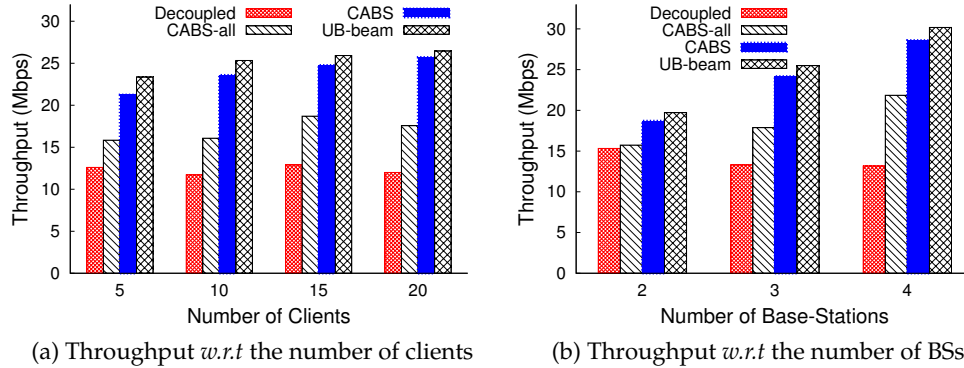 30
25
20
15
10
5
0
Throughput (Mbps)
Decoupled
CABS-all
CABS
UB-beam
5 10 15 20
Number of Clients
(a) Throughput w.r.t the number of clients
30
25
20
15
10
5
0
Throughput (Mbps)
Decoupled
CABS-all
CABS
UB-beam
2 3 4
Number of Base-Stations
(b) Throughput w.r.t the number of BSs